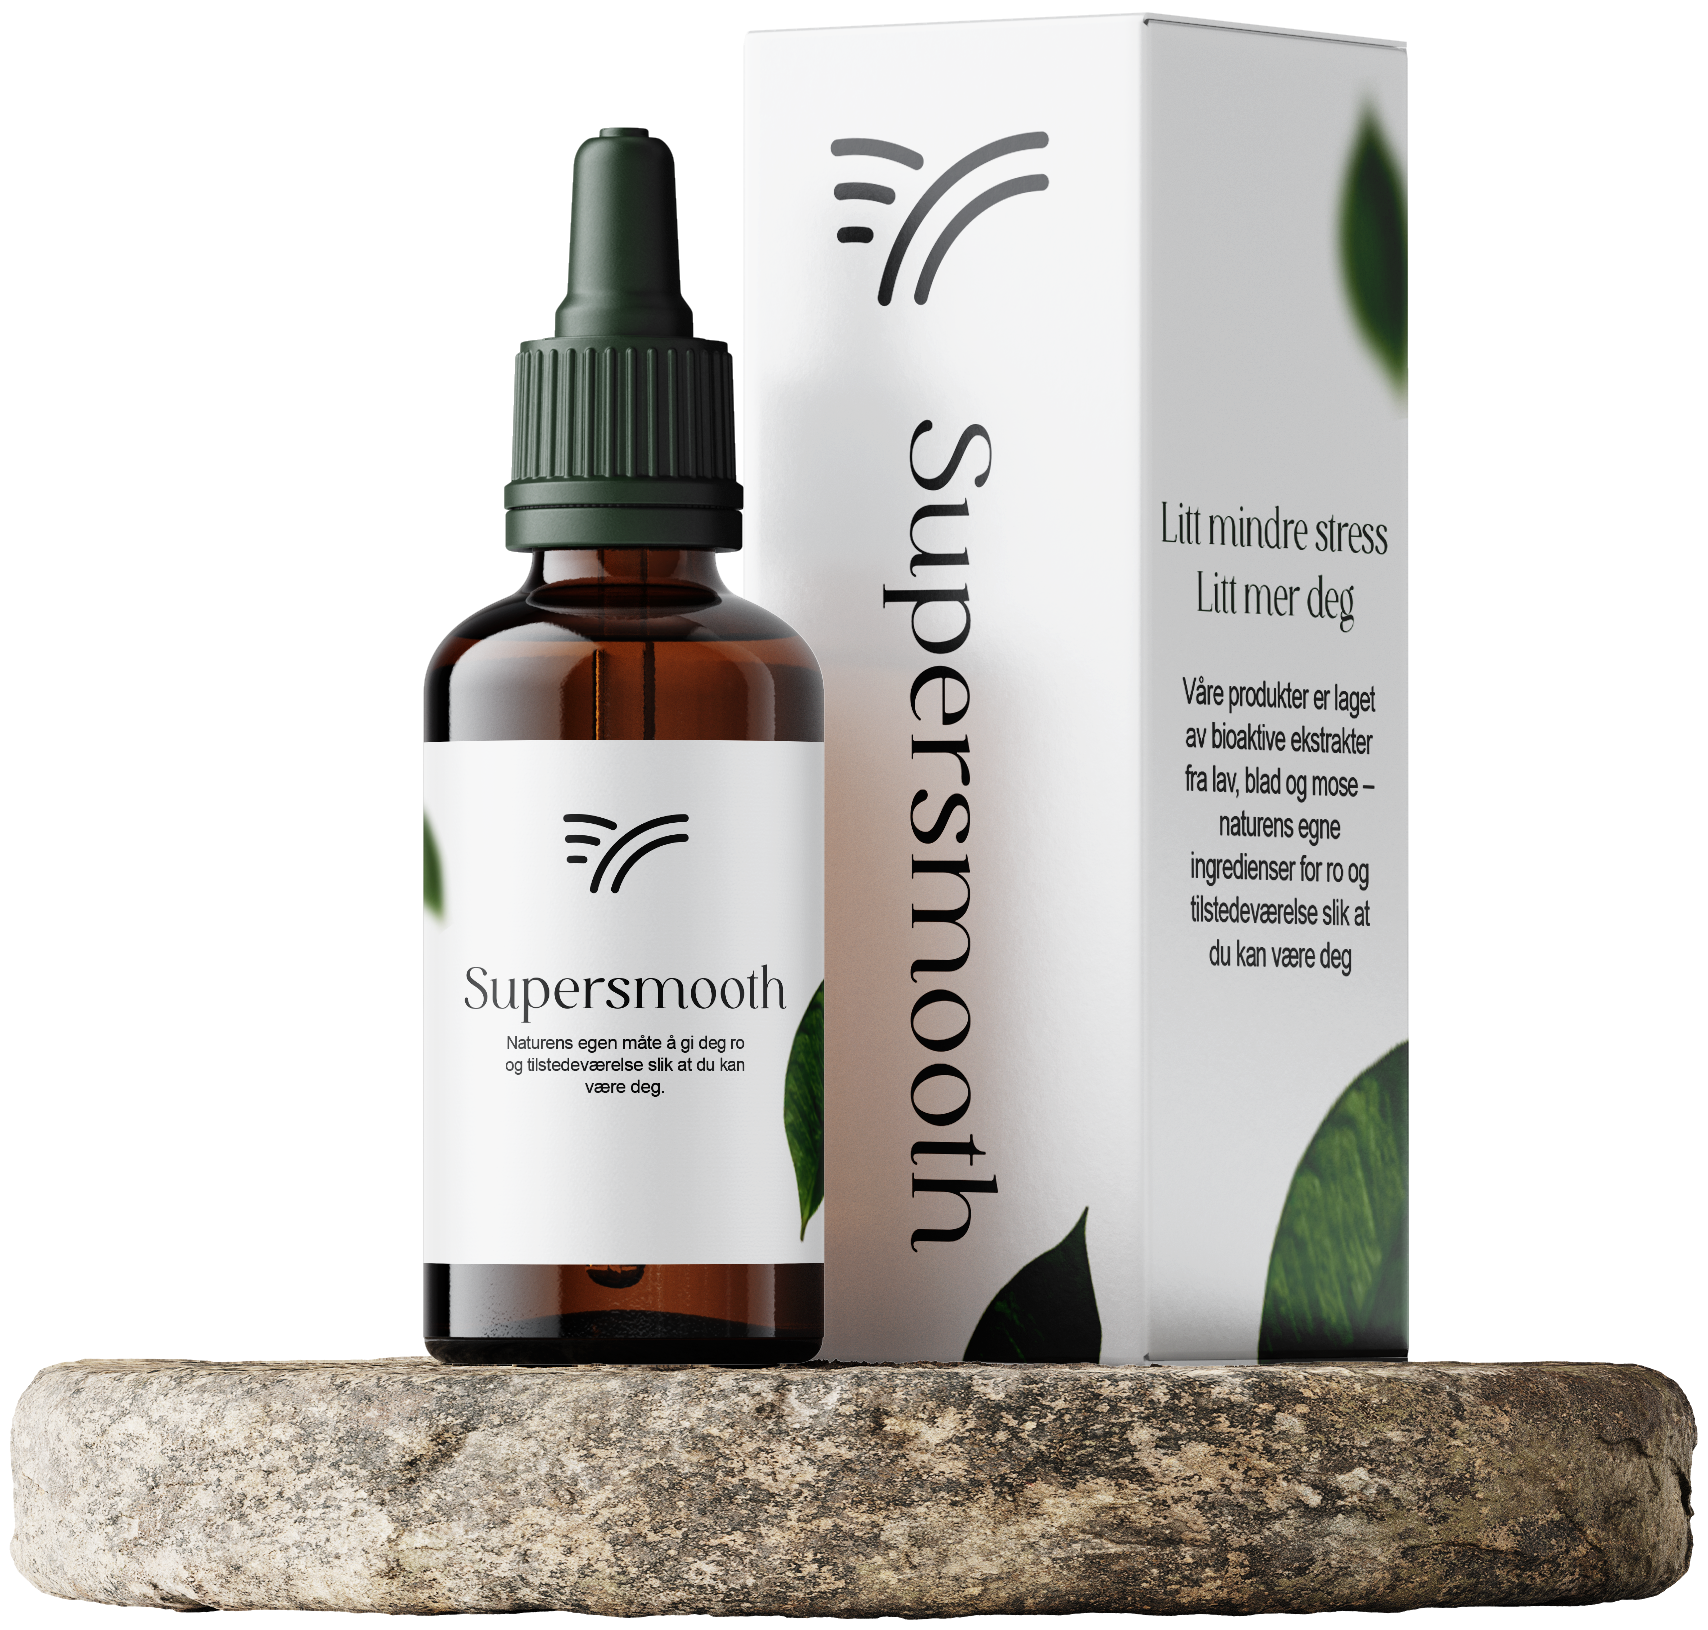 Supersmooth
Naturens egen måte å gi deg ro
og tilstedeværelse slik at du kan
være deg.
Supersmooth
Litt mindre stress
Litt mer deg
Våre produkter er laget
av bioaktive ekstrakter
fra lav, blad og mose –
naturens egne
ingredienser for ro og
tilstedeværelse slik at
du kan være deg